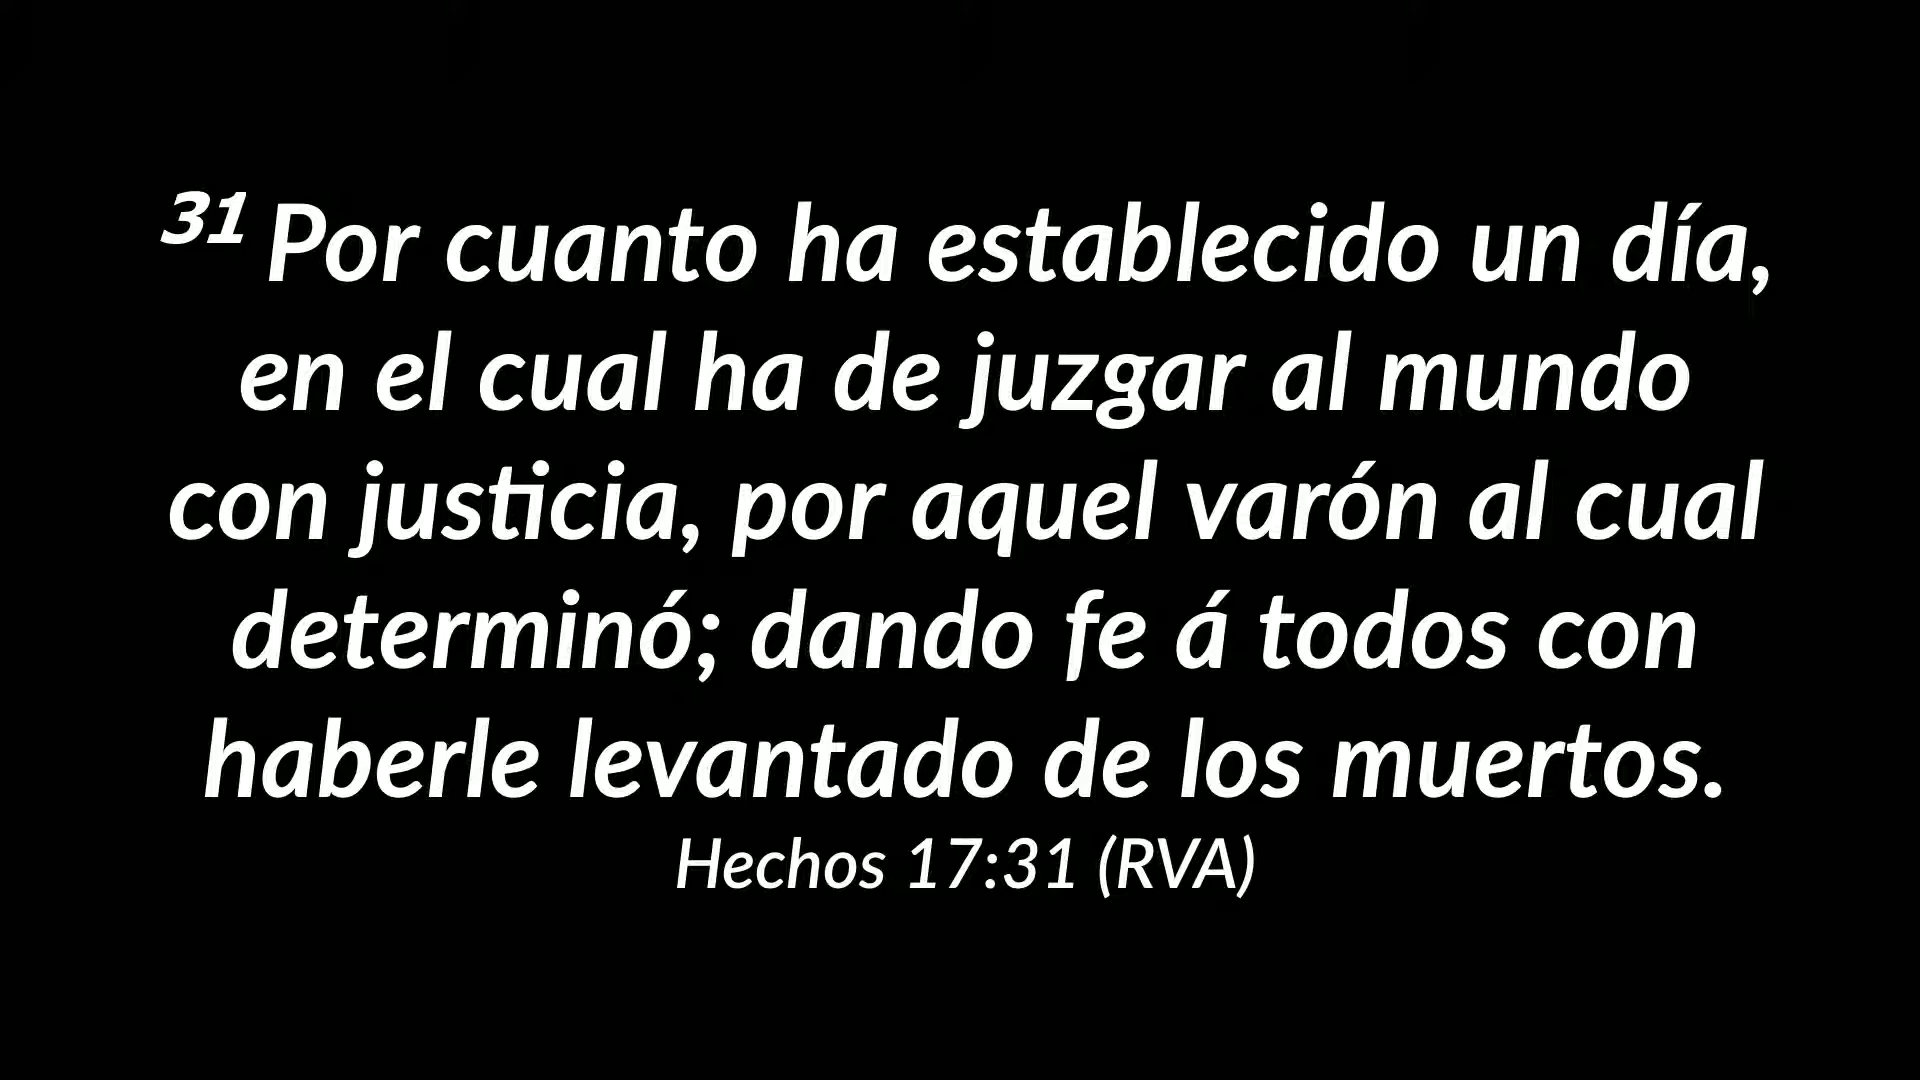 31 Por cuanto ha establecido un día,
en el cual ha de juzgar al mundo
con justicia, por aquel varón al cual
determinó; dando fe á todos con
haberle levantado de los muertos.
Hechos 17:31 (RVA)